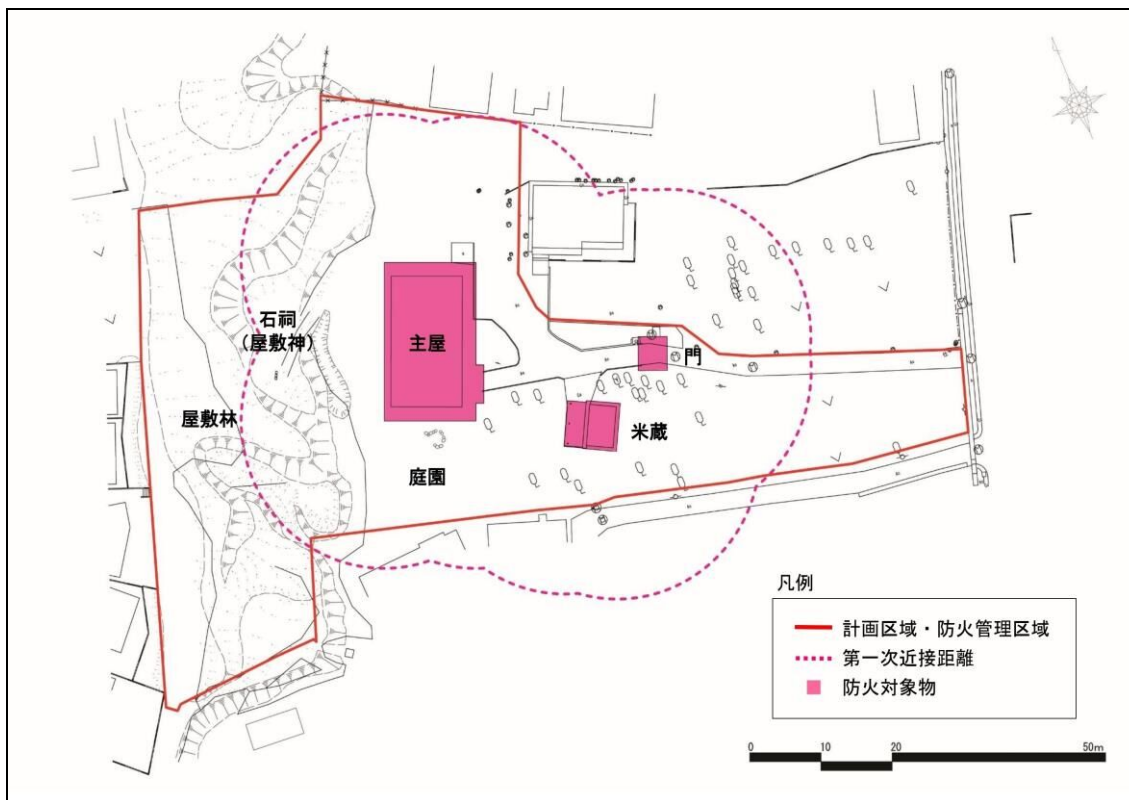 石祠
(屋敷神)
主屋
門
屋敷林
米蔵
庭園
凡例
計画区域・防火管理区域
第一次近接距離
防火対象物
0 10 20 50m